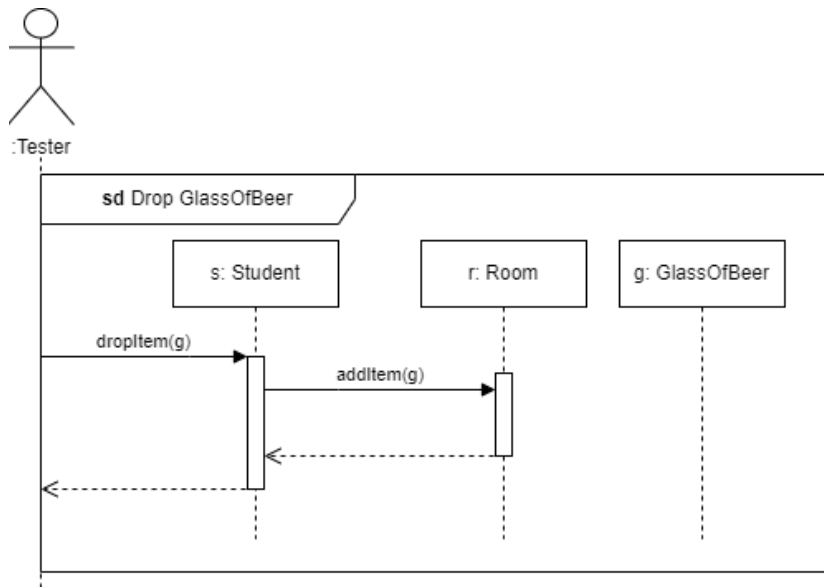 :Tester
sd Drop GlassOfBeer
s: Student
r: Room
g: GlassOfBeer
dropItem(g)
addItem(g)